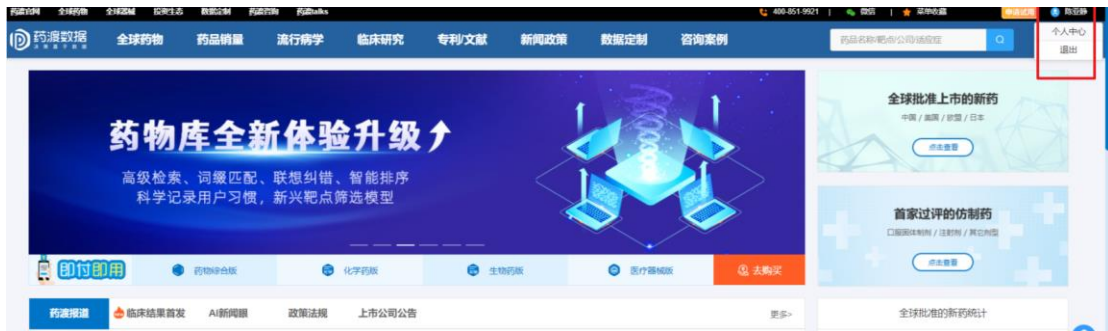 药渡官网 全球药物 全球器械 投资生态 数据定制 药渡咨询 药渡talks 400-851-9921 | 微信 | 菜单收藏 申请试用 陈亚静
药渡数据 全球药物 药品销量 流行病学 临床研究 专利/文献 新闻政策 数据定制 咨询案例 药品名称/靶点/公司/适应症
个人中心
退出
药物库全新体验升级
高级检索、词缀匹配、联想纠错、智能排序
科学记录用户习惯，新兴靶点筛选模型
全球批准上市的新药
中国 / 美国 / 欧盟 / 日本
点击查看
首家过评的仿制药
口服固体制剂 / 注射剂 / 其它剂型
点击查看
即付即用 药物综合版 化学药版 生物药版 医疗器械版 去购买
药渡报道 临床结果首发 AI新闻眼 政策法规 上市公司公告 更多>
全球批准的新药统计